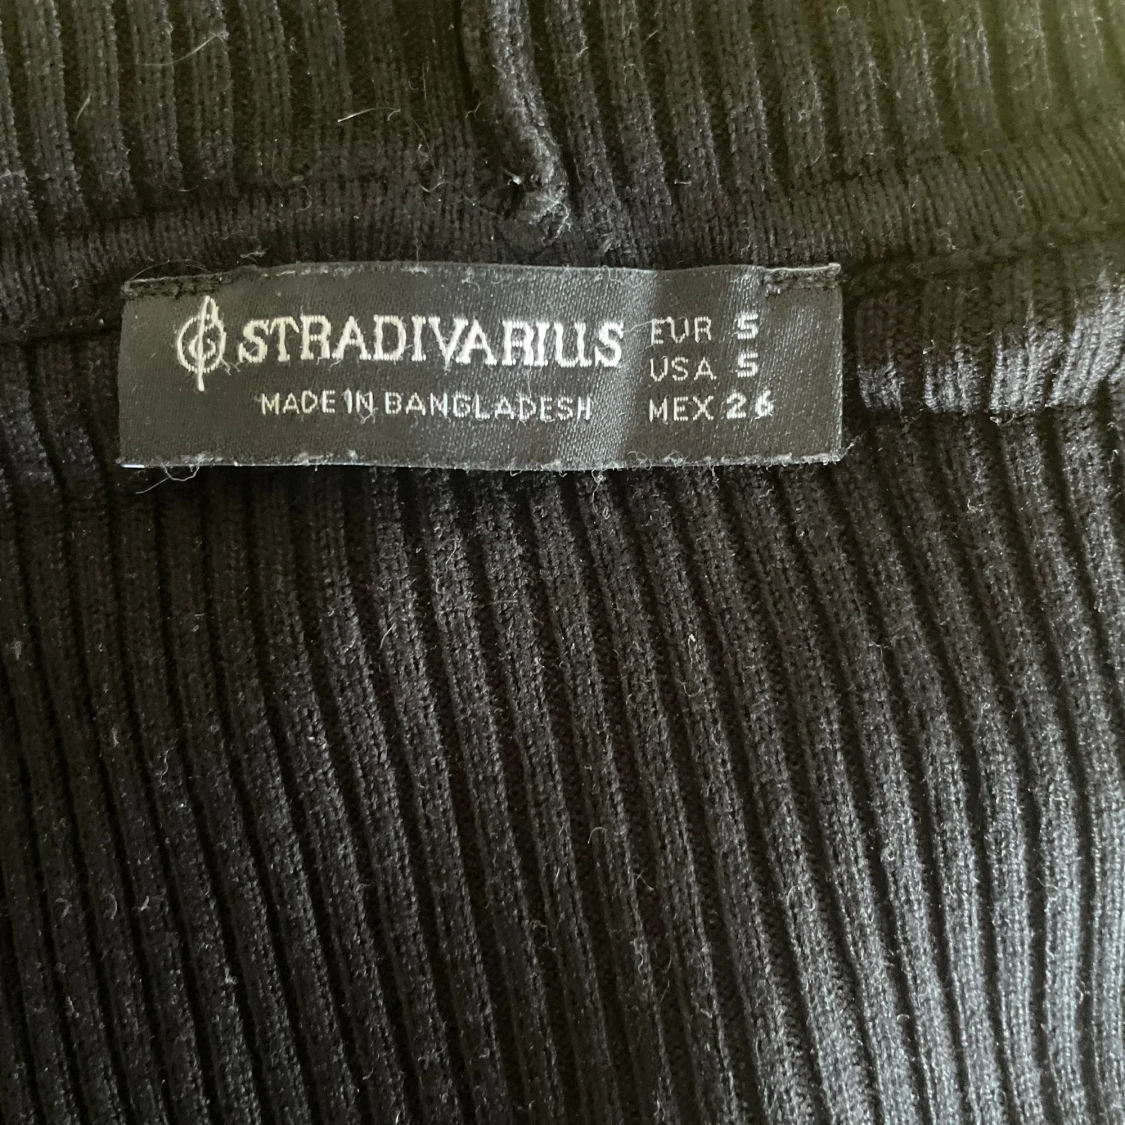 STRADIVARIUS
MADE IN BANGLADESH
EUR S
USA S
MEX 26